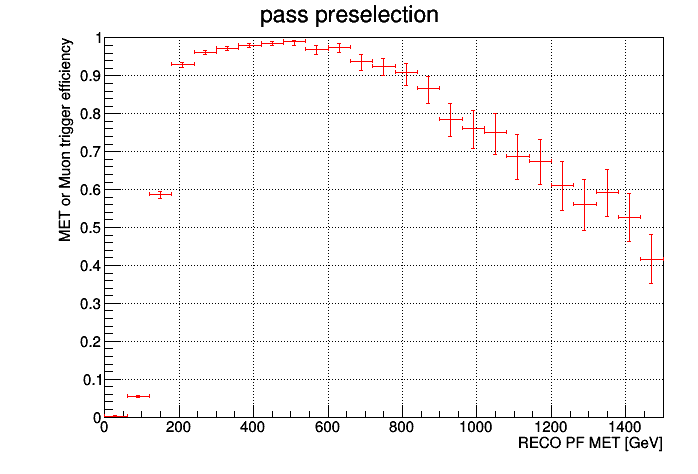 pass preselection
MET or Muon trigger efficiency
1
0.9
0.8
0.7
0.6
0.5
0.4
0.3
0.2
0.1
0
0 200 400 600 800 1000 1200 1400
RECO PF MET [GeV]